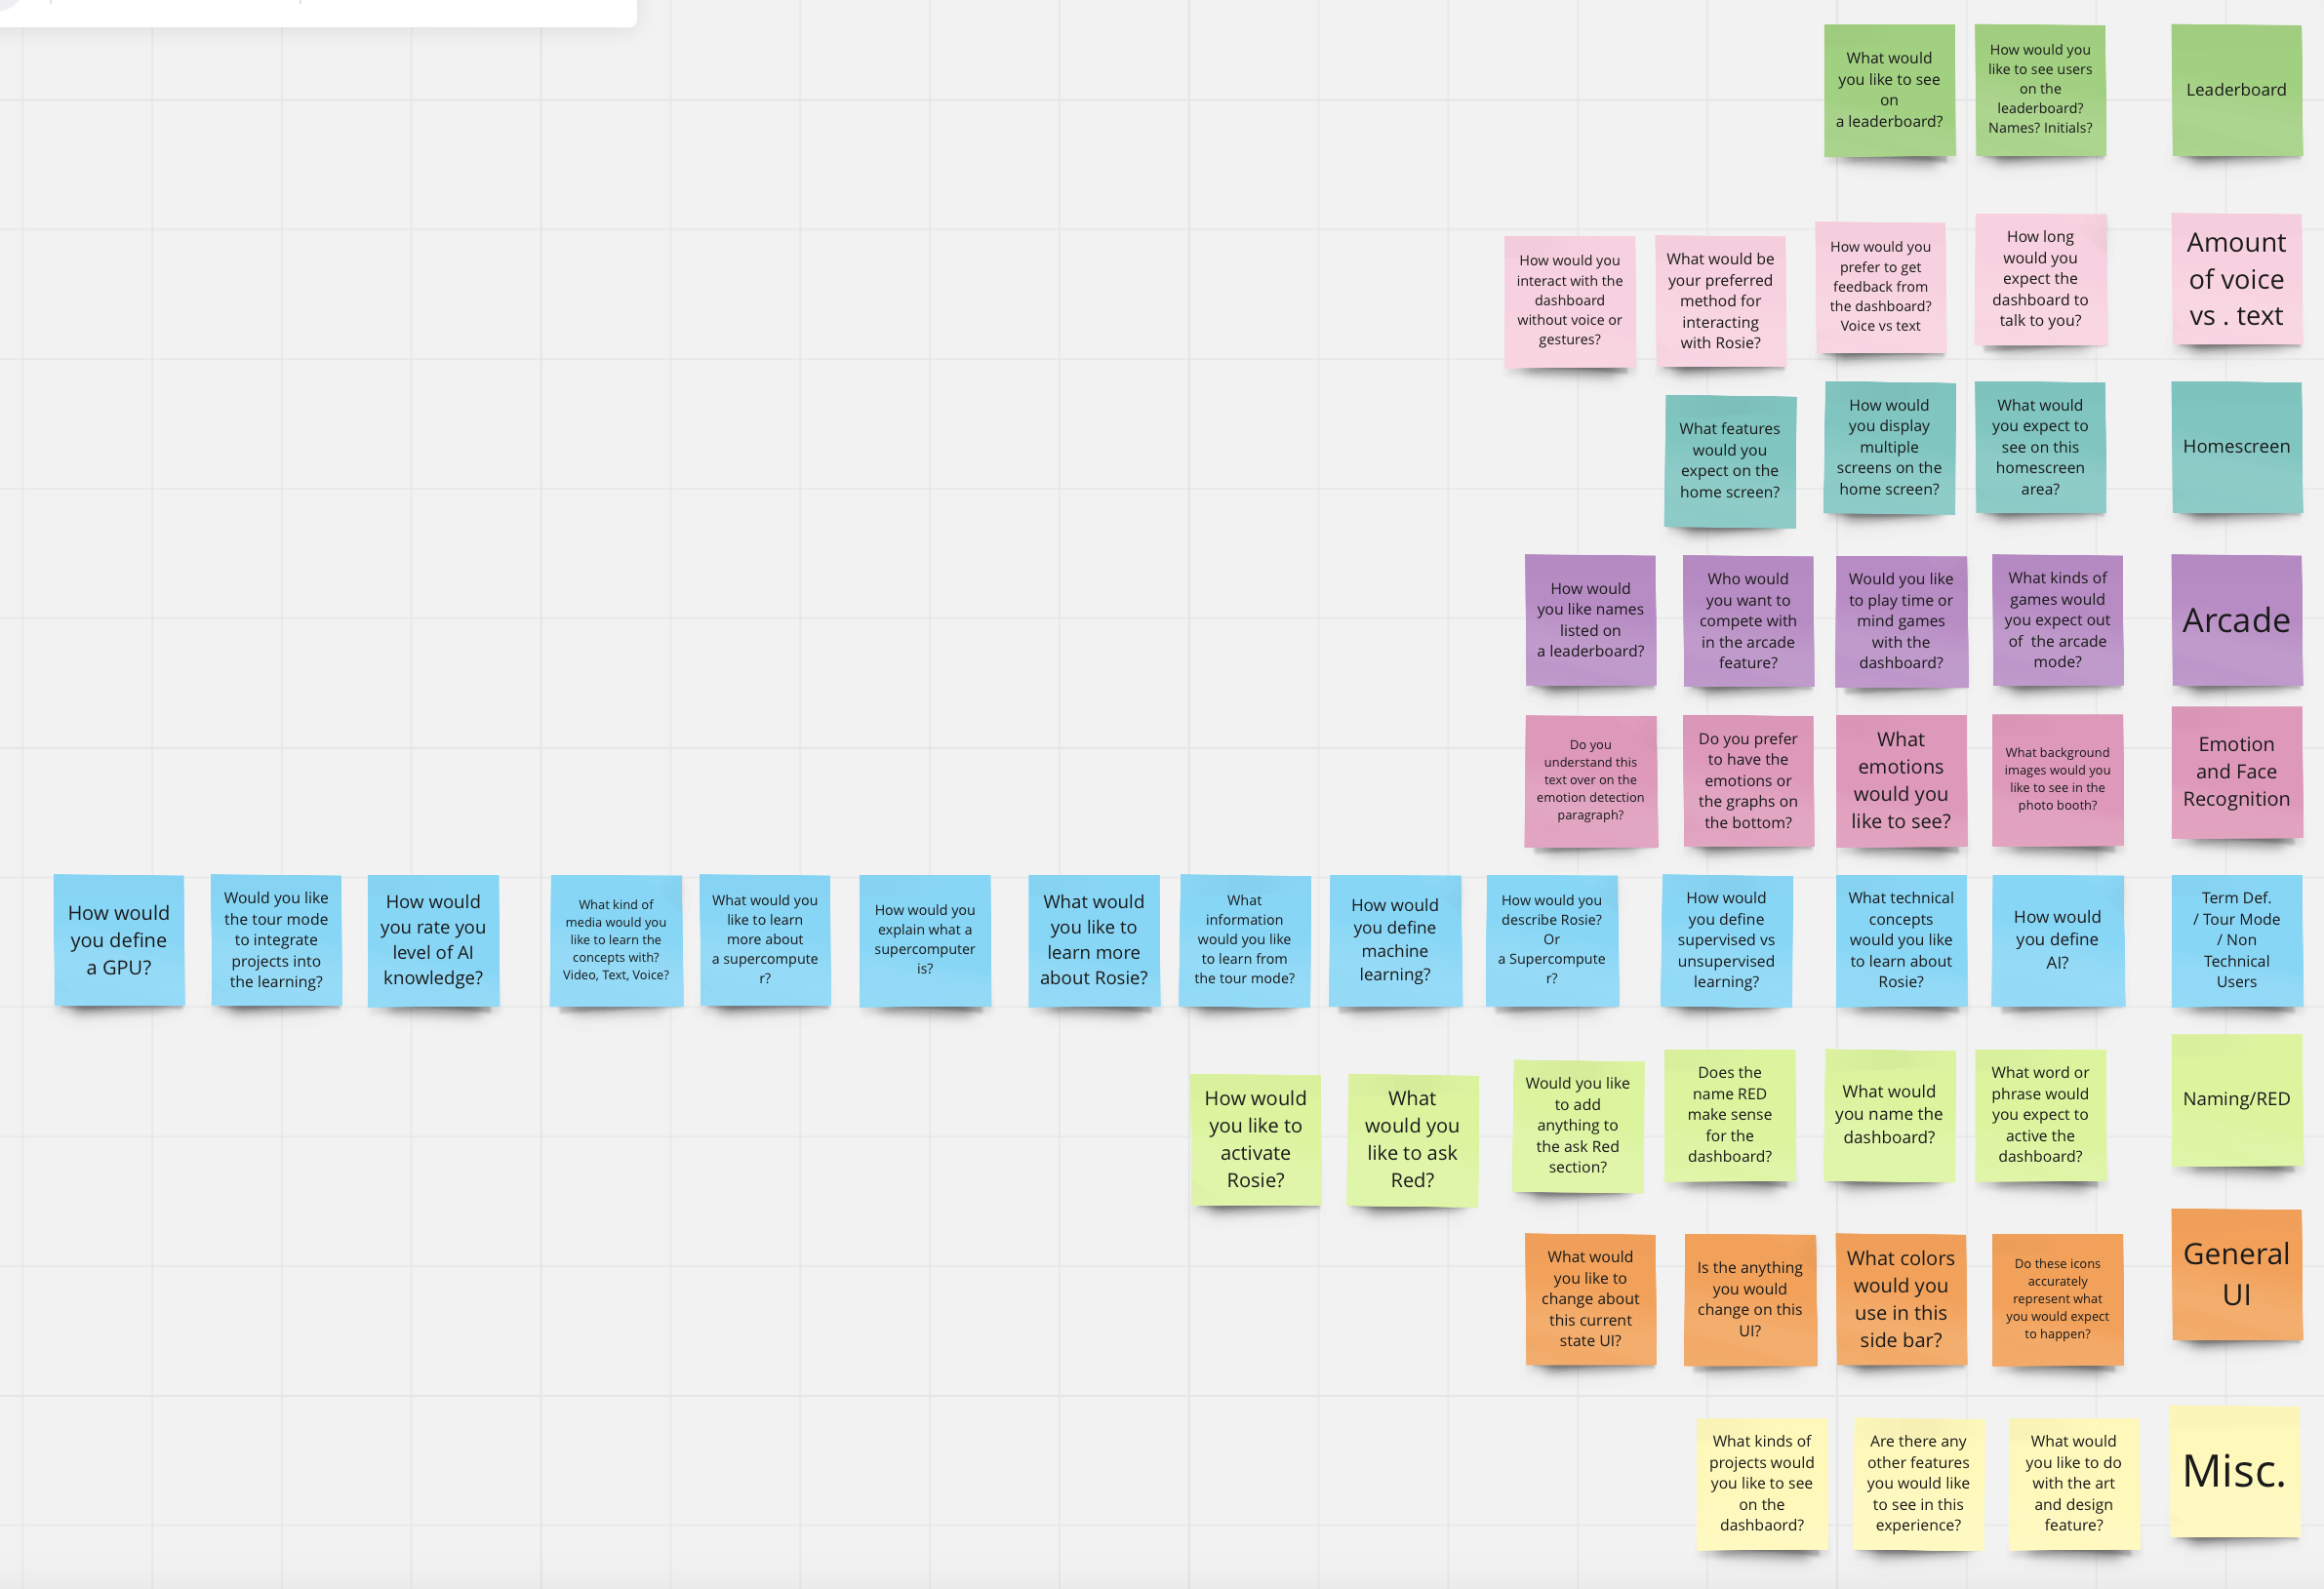 What would
you like to see
on
a leaderboard?
How would you
like to see users
on the
leaderboard?
Names? Initials?
Leaderboard
How would you
interact with the
dashboard
without voice or
gestures?
What would be
your preferred
method for
interacting
with Rosie?
How would you
prefer to get
feedback from
the dashboard?
Voice vs text
How long
would you
expect the
dashboard to
talk to you?
Amount
of voice
vs . text
What features
would you
expect on the
home screen?
How would
you display
multiple
screens on the
home screen?
What would
you expect to
see on this
homescreen
area?
Homescreen
How would
you like names
listed on
a leaderboard?
Who would
you want to
compete with
in the arcade
feature?
Would you like
to play time or
mind games
with the
dashboard?
What kinds of
games would
you expect out
of the arcade
mode?
Arcade
Do you
understand this
text over on the
emotion detection
paragraph?
Do you prefer
to have the
emotions or
the graphs on
the bottom?
What
emotions
would you
like to see?
What background
images would you
like to see in the
photo booth?
Emotion
and Face
Recognition
How would
you define
a GPU?
Would you like
the tour mode
to integrate
projects into
the learning?
How would
you rate you
level of AI
knowledge?
What kind of
media would you
like to learn the
concepts with?
Video, Text, Voice?
What would you
like to learn
more about
a supercompute
r?
How would you
explain what a
supercomputer
is?
What would
you like to
learn more
about Rosie?
What
information
would you like
to learn from
the tour mode?
How would
you define
machine
learning?
How would you
describe Rosie?
Or
a Supercompute
r?
How would
you define
supervised vs
unsupervised
learning?
What technical
concepts
would you like
to learn about
Rosie?
How would
you define
AI?
Term Def.
/ Tour Mode
/ Non
Technical
Users
How would
you like to
activate
Rosie?
What
would you
like to ask
Red?
Would you like
to add
anything to
the ask Red
section?
Does the
name RED
make sense
for the
dashboard?
What would
you name the
dashboard?
What word or
phrase would
you expect to
active the
dashboard?
Naming/RED
What would
you like to
change about
this current
state UI?
Is the anything
you would
change on this
UI?
What colors
would you
use in this
side bar?
Do these icons
accurately
represent what
you would expect
to happen?
General
UI
What kinds of
projects would
you like to see
on the
dashbaord?
Are there any
other features
you would like
to see in this
experience?
What would
you like to do
with the art
and design
feature?
Misc.